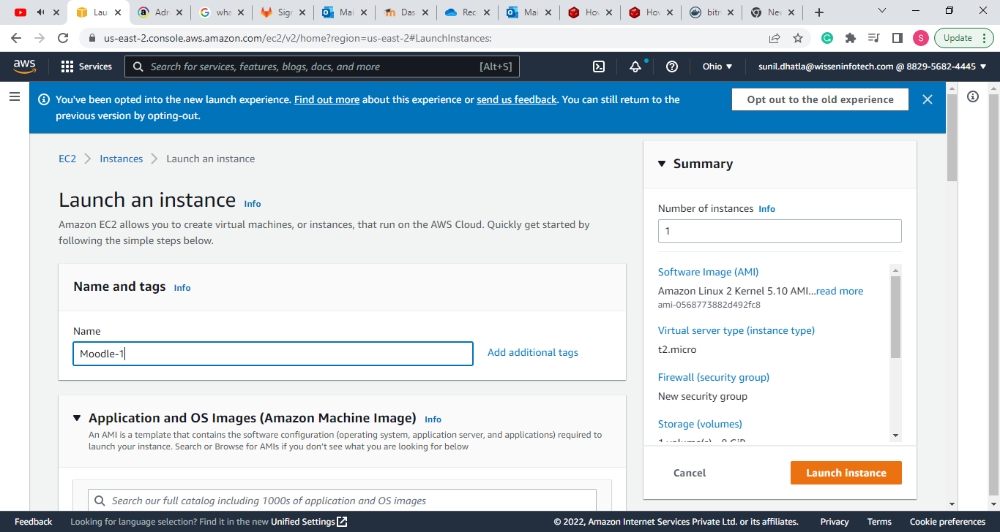 Lau
Adr
wha
Sigr
Mai
Das
Rec
Mai
Hov
Hov
bitr
Nev
us-east-2.console.aws.amazon.com/ec2/v2/home?region=us-east-2#LaunchInstances:
S
Update
aws
Services
Search for services, features, blogs, docs, and more
[Alt+S]
Ohio
sunil.dhatla@wisseninfotech.com @ 8829-5682-4445
You've been opted into the new launch experience. Find out more about this experience or send us feedback. You can still return to the
previous version by opting-out.
Opt out to the old experience
EC2
Instances
Launch an instance
Launch an instance Info
Amazon EC2 allows you to create virtual machines, or instances, that run on the AWS Cloud. Quickly get started by
following the simple steps below.
Name and tags Info
Name
Moodle-1
Add additional tags
Application and OS Images (Amazon Machine Image) Info
An AMI is a template that contains the software configuration (operating system, application server, and applications) required to
launch your instance. Search or Browse for AMIs if you don't see what you are looking for below
Search our full catalog including 1000s of application and OS images
Summary
Number of instances Info
1
Software Image (AMI)
Amazon Linux 2 Kernel 5.10 AMI...read more
ami-0568773882d492fc8
Virtual server type (instance type)
t2.micro
Firewall (security group)
New security group
Storage (volumes)
1 volume(s) - 8 GiB
Cancel
Launch instance
Feedback
Looking for language selection? Find it in the new Unified Settings
© 2022, Amazon Internet Services Private Ltd. or its affiliates.
Privacy
Terms
Cookie preferences